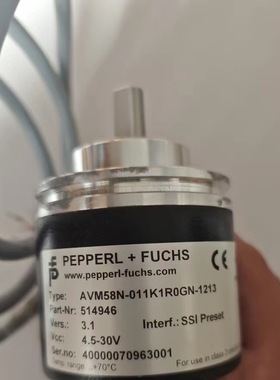 PEPPERL + FUCHS
www.pepperl-fuchs.com
CE
Type: AVM58N-011K1R0GN-1213
Part-Nr: 514946
Vers.: 3.1
Interf.: SSI Preset
Vcc: 4.5-30V
Ser.no: 40000070963001
For use in class 2
+70°C